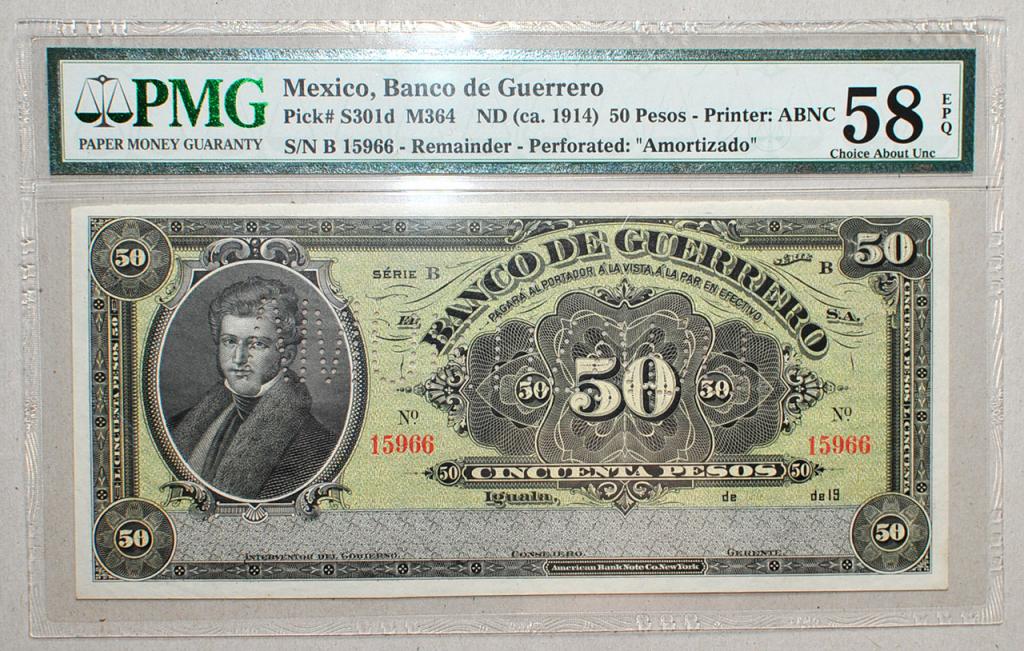 PMG
PAPER MONEY GUARANTY
Mexico, Banco de Guerrero
Pick# S301d M364 ND (ca. 1914) 50 Pesos - Printer: ABNC
S/N B 15966 - Remainder - Perforated: "Amortizado"
58
EPQ
Choice About Unc
50
50
SÉRIE B
SÉRIE B
EL
BANCO DE GUERRERO
S.A.
PAGARÁ AL PORTADOR A LA VISTA, A LA PAR EN EFECTIVO
50 50 50
Nº
15966
Nº
15966
50 CINCUENTA PESOS 50
Iguala, de de 19
50
50
INTERVENTOR DEL GOBIERNO.
CONSEJERO.
GERENTE.
American Bank Note Co. New York